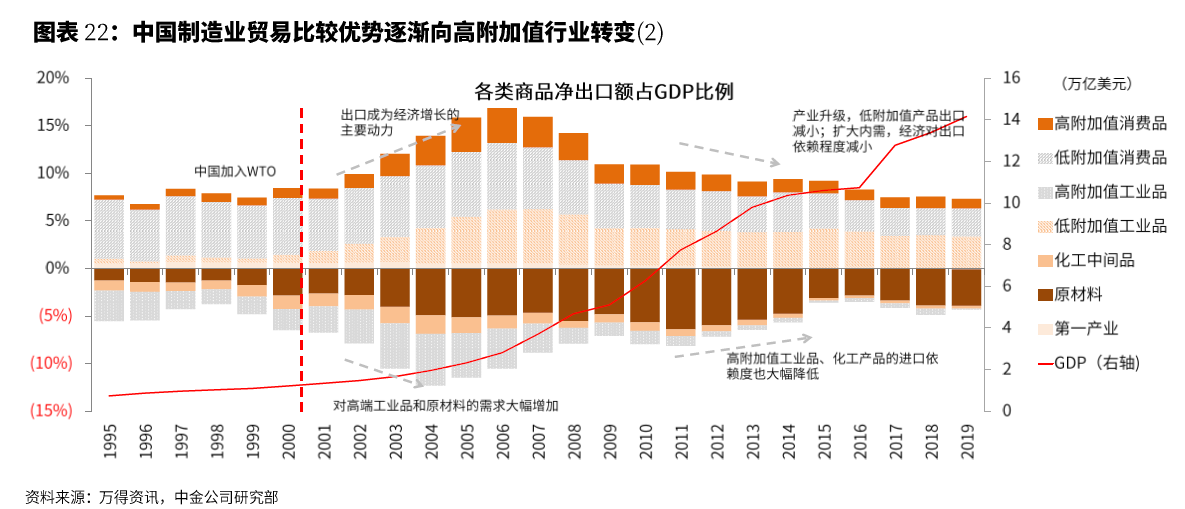 图表 22：中国制造业贸易比较优势逐渐向高附加值行业转变(2)
各类商品净出口额占GDP比例
（万亿美元）
20%
15%
10%
5%
0%
(5%)
(10%)
(15%)
中国加入WTO
出口成为经济增长的
主要动力
产业升级，低附加值产品出口
减小；扩大内需，经济对出口
依赖程度减小
高附加值工业品、化工产品的进口依
赖度也大幅降低
对高端工业品和原材料的需求大幅增加
16
14
12
10
8
6
4
2
0
高附加值消费品
低附加值消费品
高附加值工业品
低附加值工业品
化工中间品
原材料
第一产业
GDP（右轴）
1995
1996
1997
1998
1999
2000
2001
2002
2003
2004
2005
2006
2007
2008
2009
2010
2011
2012
2013
2014
2015
2016
2017
2018
2019
资料来源：万得资讯，中金公司研究部